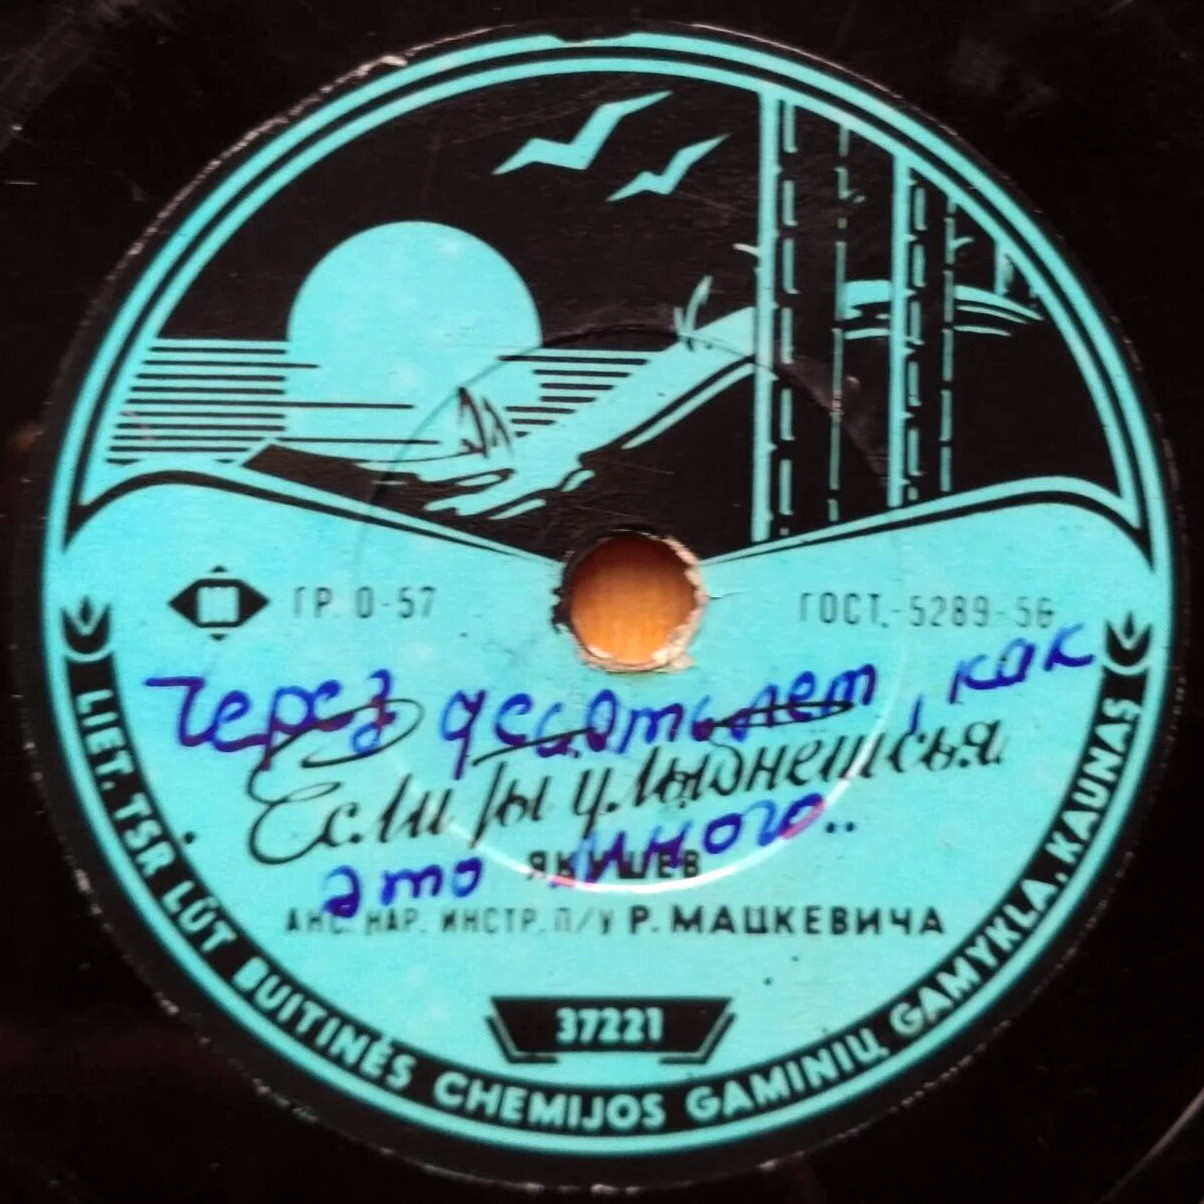 ГР. 0-57
ГОСТ.-5289-56
Через десять лет, как
Если ты улыбнёшься
это много..
ЯКУШЕВ
АНС. НАР. ИНСТР. П/У Р. МАЦКЕВИЧА
37221
LIET. TSR LŪT BUITINĖS CHEMIJOS GAMINIŲ GAMYKLA, KAUNAS